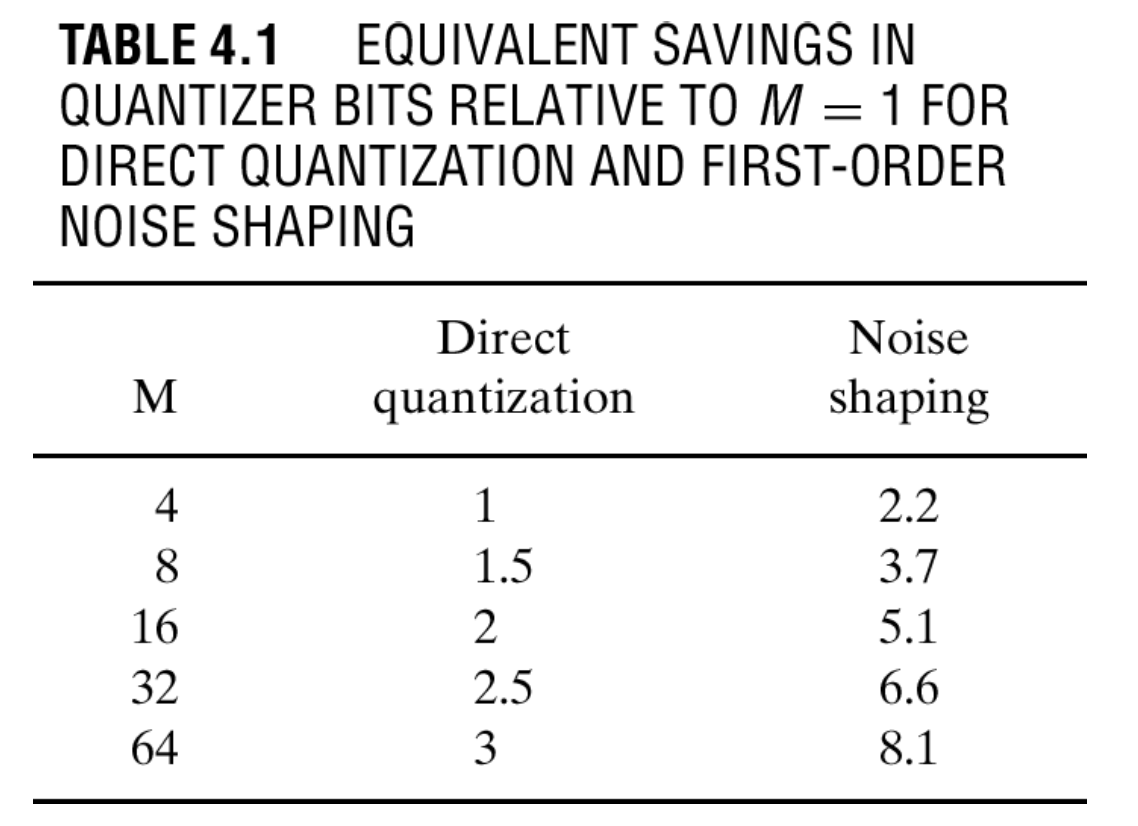 TABLE 4.1 EQUIVALENT SAVINGS IN
QUANTIZER BITS RELATIVE TO M = 1 FOR
DIRECT QUANTIZATION AND FIRST-ORDER
NOISE SHAPING
Direct Noise
M quantization shaping
4 1 2.2
8 1.5 3.7
16 2 5.1
32 2.5 6.6
64 3 8.1